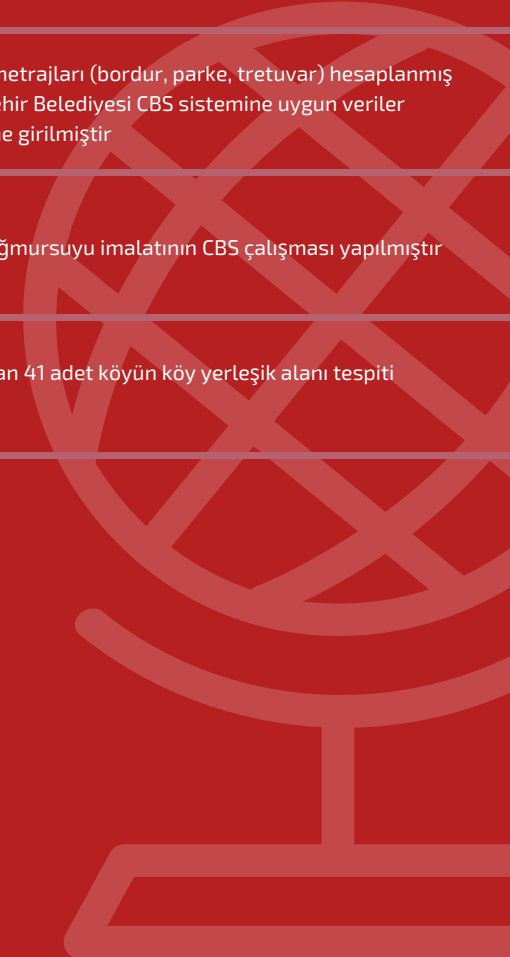 metrajları (bordur, parke, tretuvar) hesaplanmış
ehir Belediyesi CBS sistemine uygun veriler
e girilmiştir
ğmursuyu imalatının CBS çalışması yapılmıştır
an 41 adet köyün köy yerleşik alanı tespiti